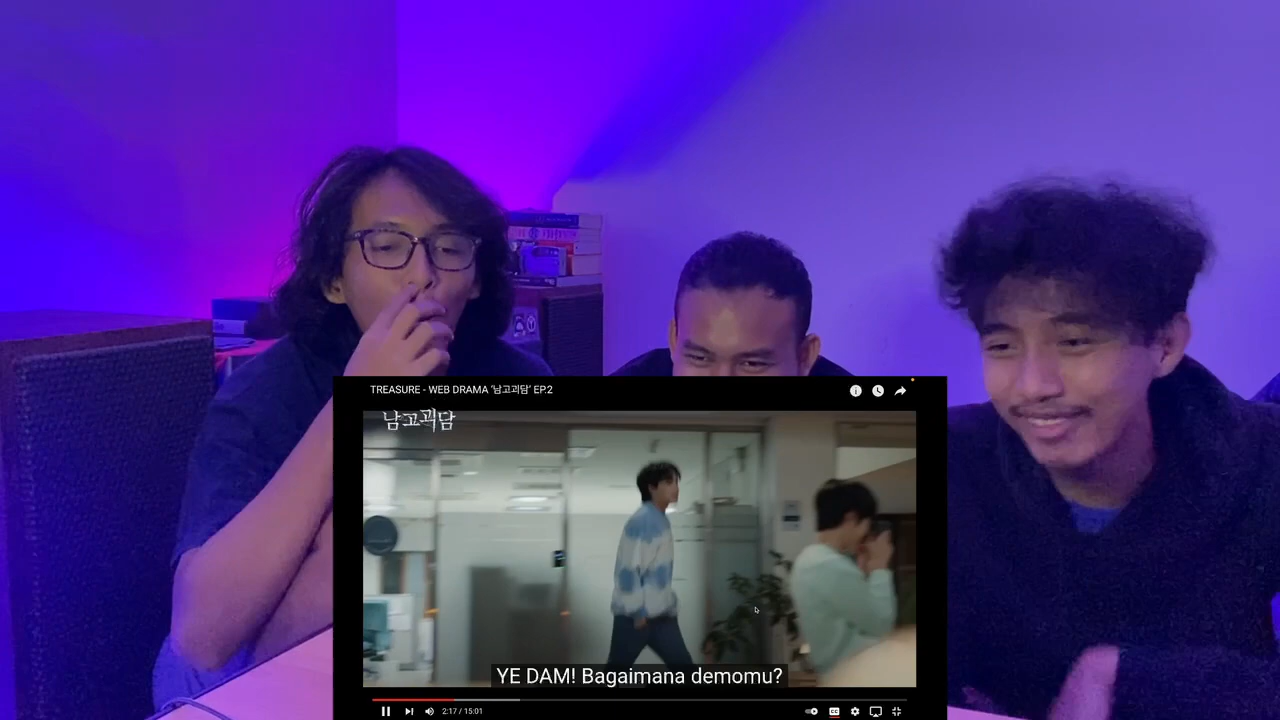 TREASURE - WEB DRAMA '남고괴담' EP.2
남고괴담
YE DAM! Bagaimana demomu?
2:17 / 15:01